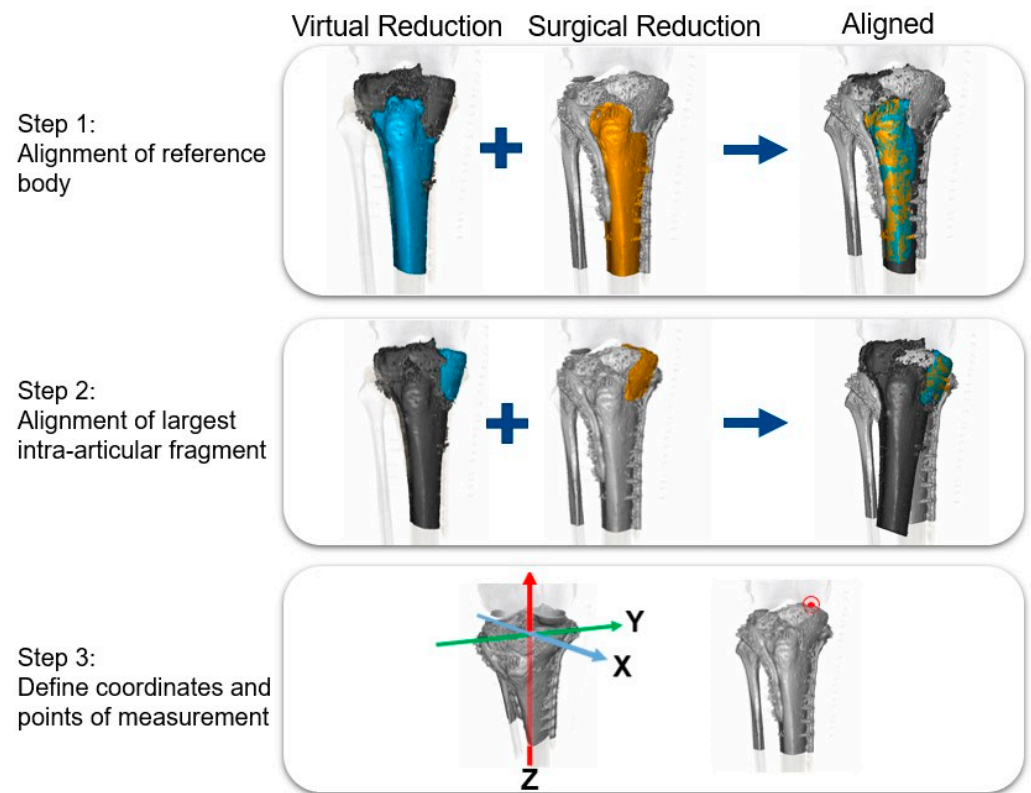 Virtual Reduction Surgical Reduction Aligned
Step 1:
Alignment of reference
body
Step 2:
Alignment of largest
intra-articular fragment
Step 3:
Define coordinates and
points of measurement
Y
X
Z